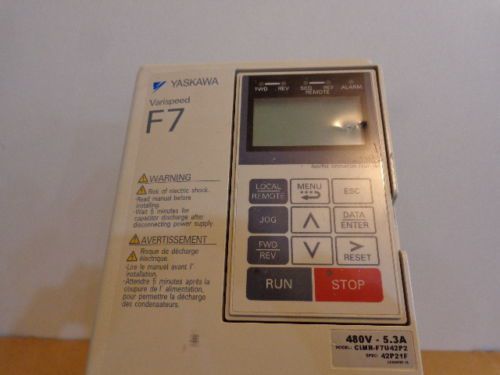 YASKAWA
Varispeed
F7
FWD REV SEQ REF ALARM
REMOTE
WARNING
Risk of electric shock.
-Read manual before
installing.
-Wait 5 minutes for
capacitor discharge after
disconnecting power supply.
AVERTISSEMENT
Risque de décharge
électrique.
-Lire le manuel avant l'
installation.
-Attendre 5 minutes après la
coupure de l' alimentation,
pour permettre la décharge
des condensateurs.
LOCAL
REMOTE
MENU
ESC
JOG
DATA
ENTER
FWD
REV
>
RESET
RUN
STOP
480V - 5.3A
MODEL: CIMR-F7U42P2
SPEC: 42P21F